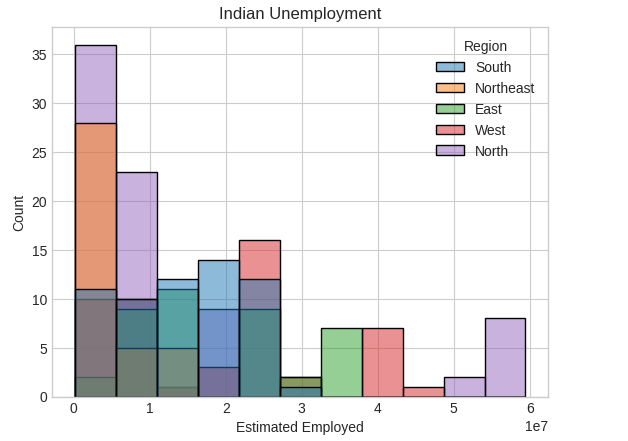 Indian Unemployment
Region
South
Northeast
East
West
North
Count
35
30
25
20
15
10
5
0
0 1 2 3 4 5 6
1e7
Estimated Employed